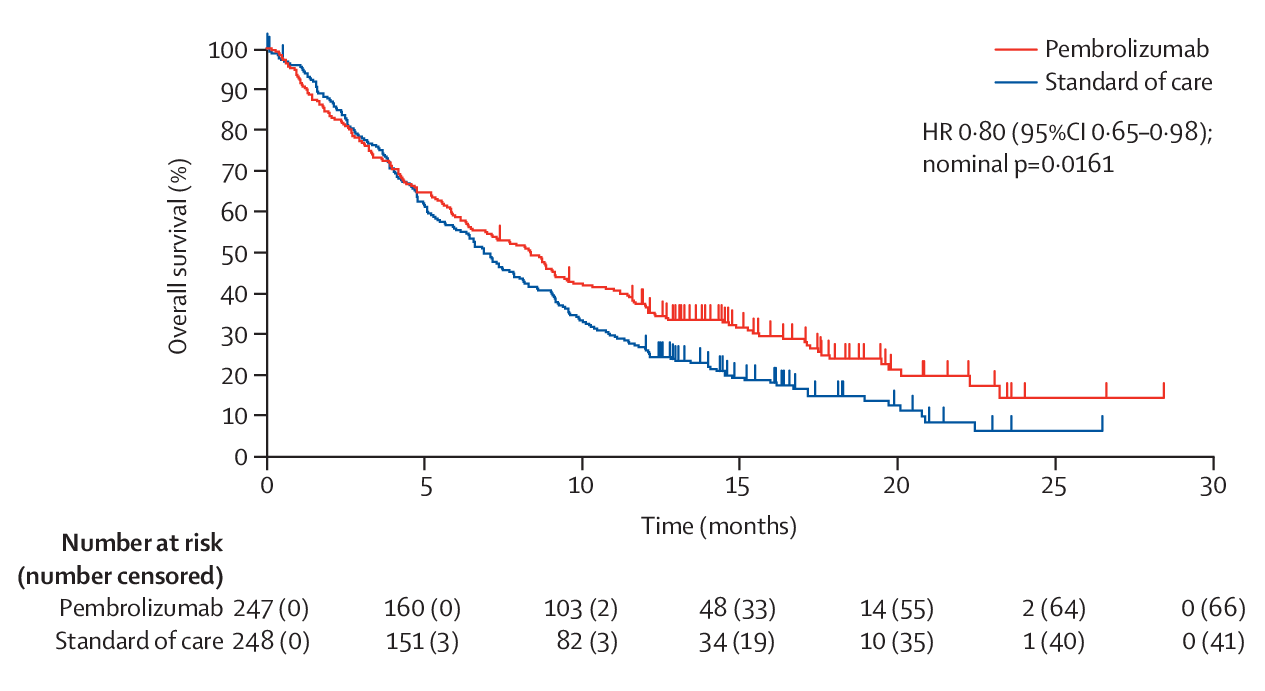 Pembrolizumab
Standard of care
HR 0·80 (95%CI 0·65–0·98);
nominal p=0·0161
Overall survival (%)
100
90
80
70
60
50
40
30
20
10
0
0 5 10 15 20 25 30
Time (months)
Number at risk
(number censored)
Pembrolizumab 247 (0) 160 (0) 103 (2) 48 (33) 14 (55) 2 (64) 0 (66)
Standard of care 248 (0) 151 (3) 82 (3) 34 (19) 10 (35) 1 (40) 0 (41)